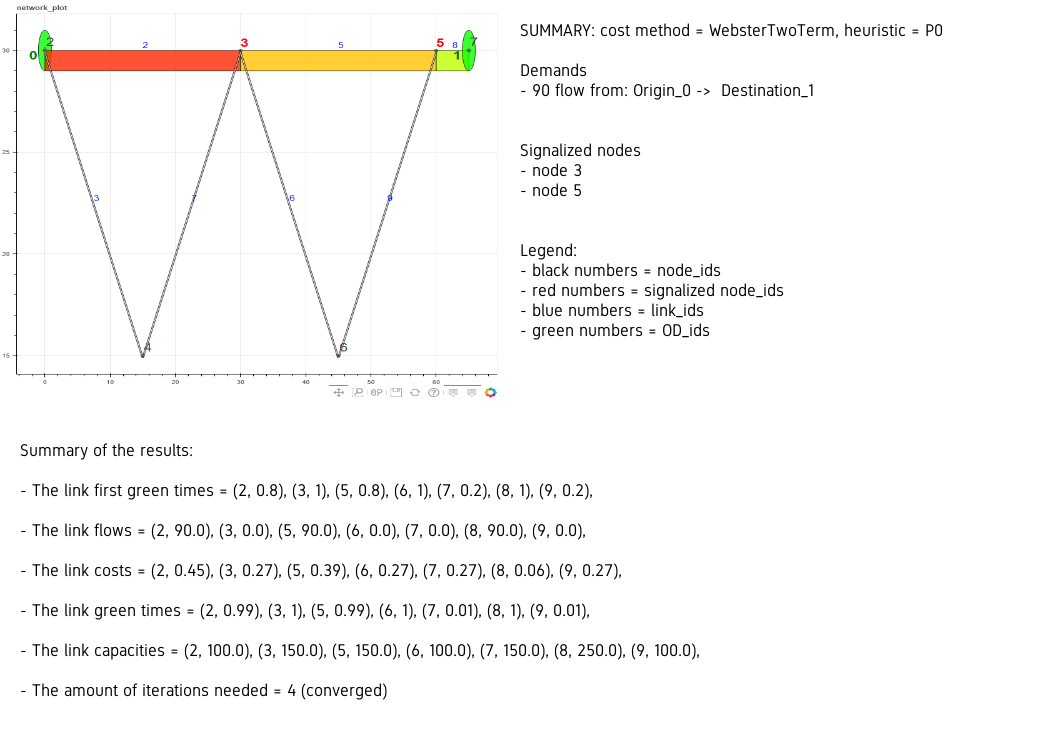 network_plot
30
25
20
15
0
10
20
30
50
60
0
2
2
3
5
5
8
1
7
3
7
6
9
4
6
SUMMARY: cost method = WebsterTwoTerm, heuristic = P0
Demands
- 90 flow from: Origin_0 -> Destination_1
Signalized nodes
- node 3
- node 5
Legend:
- black numbers = node_ids
- red numbers = signalized node_ids
- blue numbers = link_ids
- green numbers = OD_ids
Summary of the results:
- The link first green times = (2, 0.8), (3, 1), (5, 0.8), (6, 1), (7, 0.2), (8, 1), (9, 0.2),
- The link flows = (2, 90.0), (3, 0.0), (5, 90.0), (6, 0.0), (7, 0.0), (8, 90.0), (9, 0.0),
- The link costs = (2, 0.45), (3, 0.27), (5, 0.39), (6, 0.27), (7, 0.27), (8, 0.06), (9, 0.27),
- The link green times = (2, 0.99), (3, 1), (5, 0.99), (6, 1), (7, 0.01), (8, 1), (9, 0.01),
- The link capacities = (2, 100.0), (3, 150.0), (5, 150.0), (6, 100.0), (7, 150.0), (8, 250.0), (9, 100.0),
- The amount of iterations needed = 4 (converged)